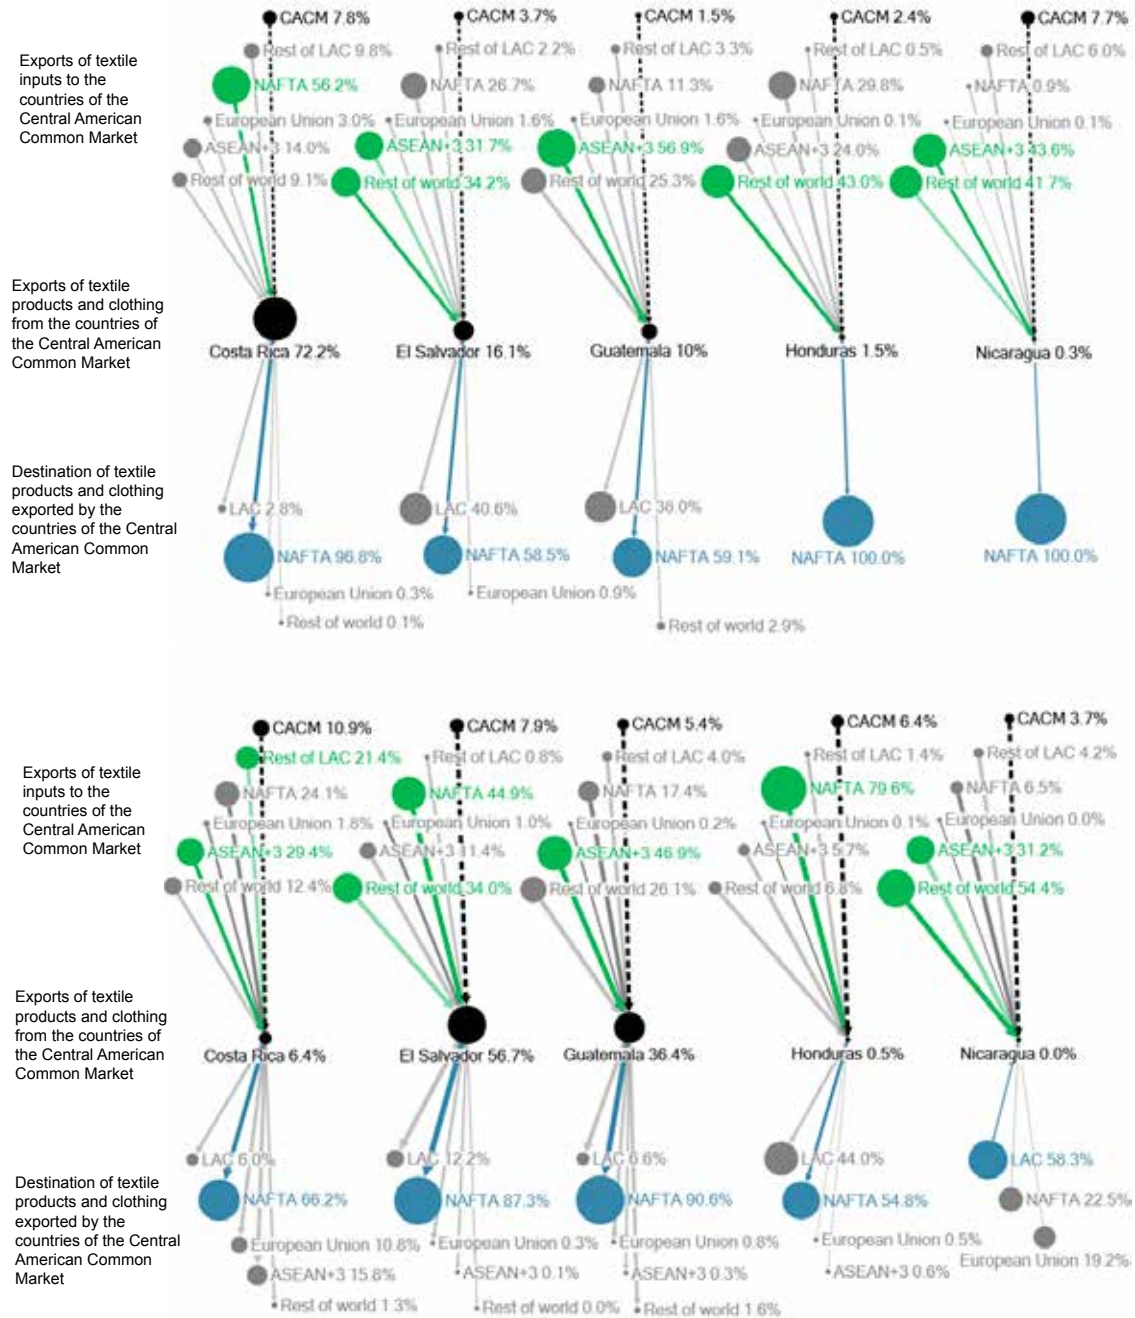 CACM 7.8%
CACM 3.7%
CACM 1.5%
CACM 2.4%
CACM 7.7%
Rest of LAC 9.8%
Rest of LAC 2.2%
Rest of LAC 3.3%
Rest of LAC 0.5%
Rest of LAC 6.0%
Exports of textile
inputs to the
countries of the
Central American
Common Market
NAFTA 56.2%
NAFTA 26.7%
NAFTA 11.3%
NAFTA 29.8%
NAFTA 0.9%
European Union 3.0%
European Union 1.6%
European Union 1.6%
European Union 0.1%
European Union 0.1%
ASEAN+3 14.0%
ASEAN+3 31.7%
ASEAN+3 56.9%
ASEAN+3 24.0%
ASEAN+3 43.6%
Rest of world 9.1%
Rest of world 34.2%
Rest of world 25.3%
Rest of world 43.0%
Rest of world 41.7%
Exports of textile
products and clothing
from the countries of
the Central American
Common Market
Costa Rica 72.2%
El Salvador 16.1%
Guatemala 10%
Honduras 1.5%
Nicaragua 0.3%
Destination of textile
products and clothing
exported by the
countries of the Central
American Common
Market
LAC 2.8%
LAC 40.6%
LAC 38.0%
NAFTA 96.8%
NAFTA 58.5%
NAFTA 59.1%
NAFTA 100.0%
NAFTA 100.0%
European Union 0.3%
European Union 0.9%
Rest of world 0.1%
Rest of world 2.9%
CACM 10.9%
CACM 7.9%
CACM 5.4%
CACM 6.4%
CACM 3.7%
Rest of LAC 21.4%
Rest of LAC 0.8%
Rest of LAC 4.0%
Rest of LAC 1.4%
Rest of LAC 4.2%
Exports of textile
inputs to the
countries of the
Central American
Common Market
NAFTA 24.1%
NAFTA 44.9%
NAFTA 17.4%
NAFTA 79.6%
NAFTA 6.5%
European Union 1.8%
European Union 1.0%
European Union 0.2%
European Union 0.1%
European Union 0.0%
ASEAN+3 29.4%
ASEAN+3 11.4%
ASEAN+3 46.9%
ASEAN+3 5.7%
ASEAN+3 31.2%
Rest of world 12.4%
Rest of world 34.0%
Rest of world 26.1%
Rest of world 6.8%
Rest of world 54.4%
Exports of textile
products and clothing
from the countries of
the Central American
Common Market
Costa Rica 6.4%
El Salvador 56.7%
Guatemala 36.4%
Honduras 0.5%
Nicaragua 0.0%
Destination of textile
products and clothing
exported by the
countries of the Central
American Common
Market
LAC 6.0%
LAC 12.2%
LAC 6.6%
LAC 44.0%
LAC 58.3%
NAFTA 66.2%
NAFTA 87.3%
NAFTA 90.6%
NAFTA 54.8%
NAFTA 22.5%
European Union 10.8%
European Union 0.3%
European Union 0.8%
European Union 0.5%
European Union 19.2%
ASEAN+3 15.8%
ASEAN+3 0.1%
ASEAN+3 0.3%
ASEAN+3 0.6%
Rest of world 1.3%
Rest of world 0.0%
Rest of world 1.6%